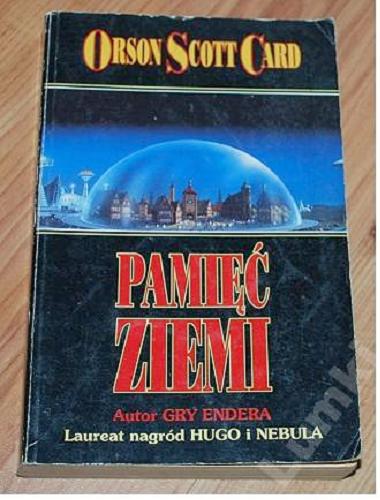 ORSON SCOTT CARD
PAMIĘĆ
ZIEMI
Autor GRY ENDERA
Laureat nagród HUGO i NEBULA